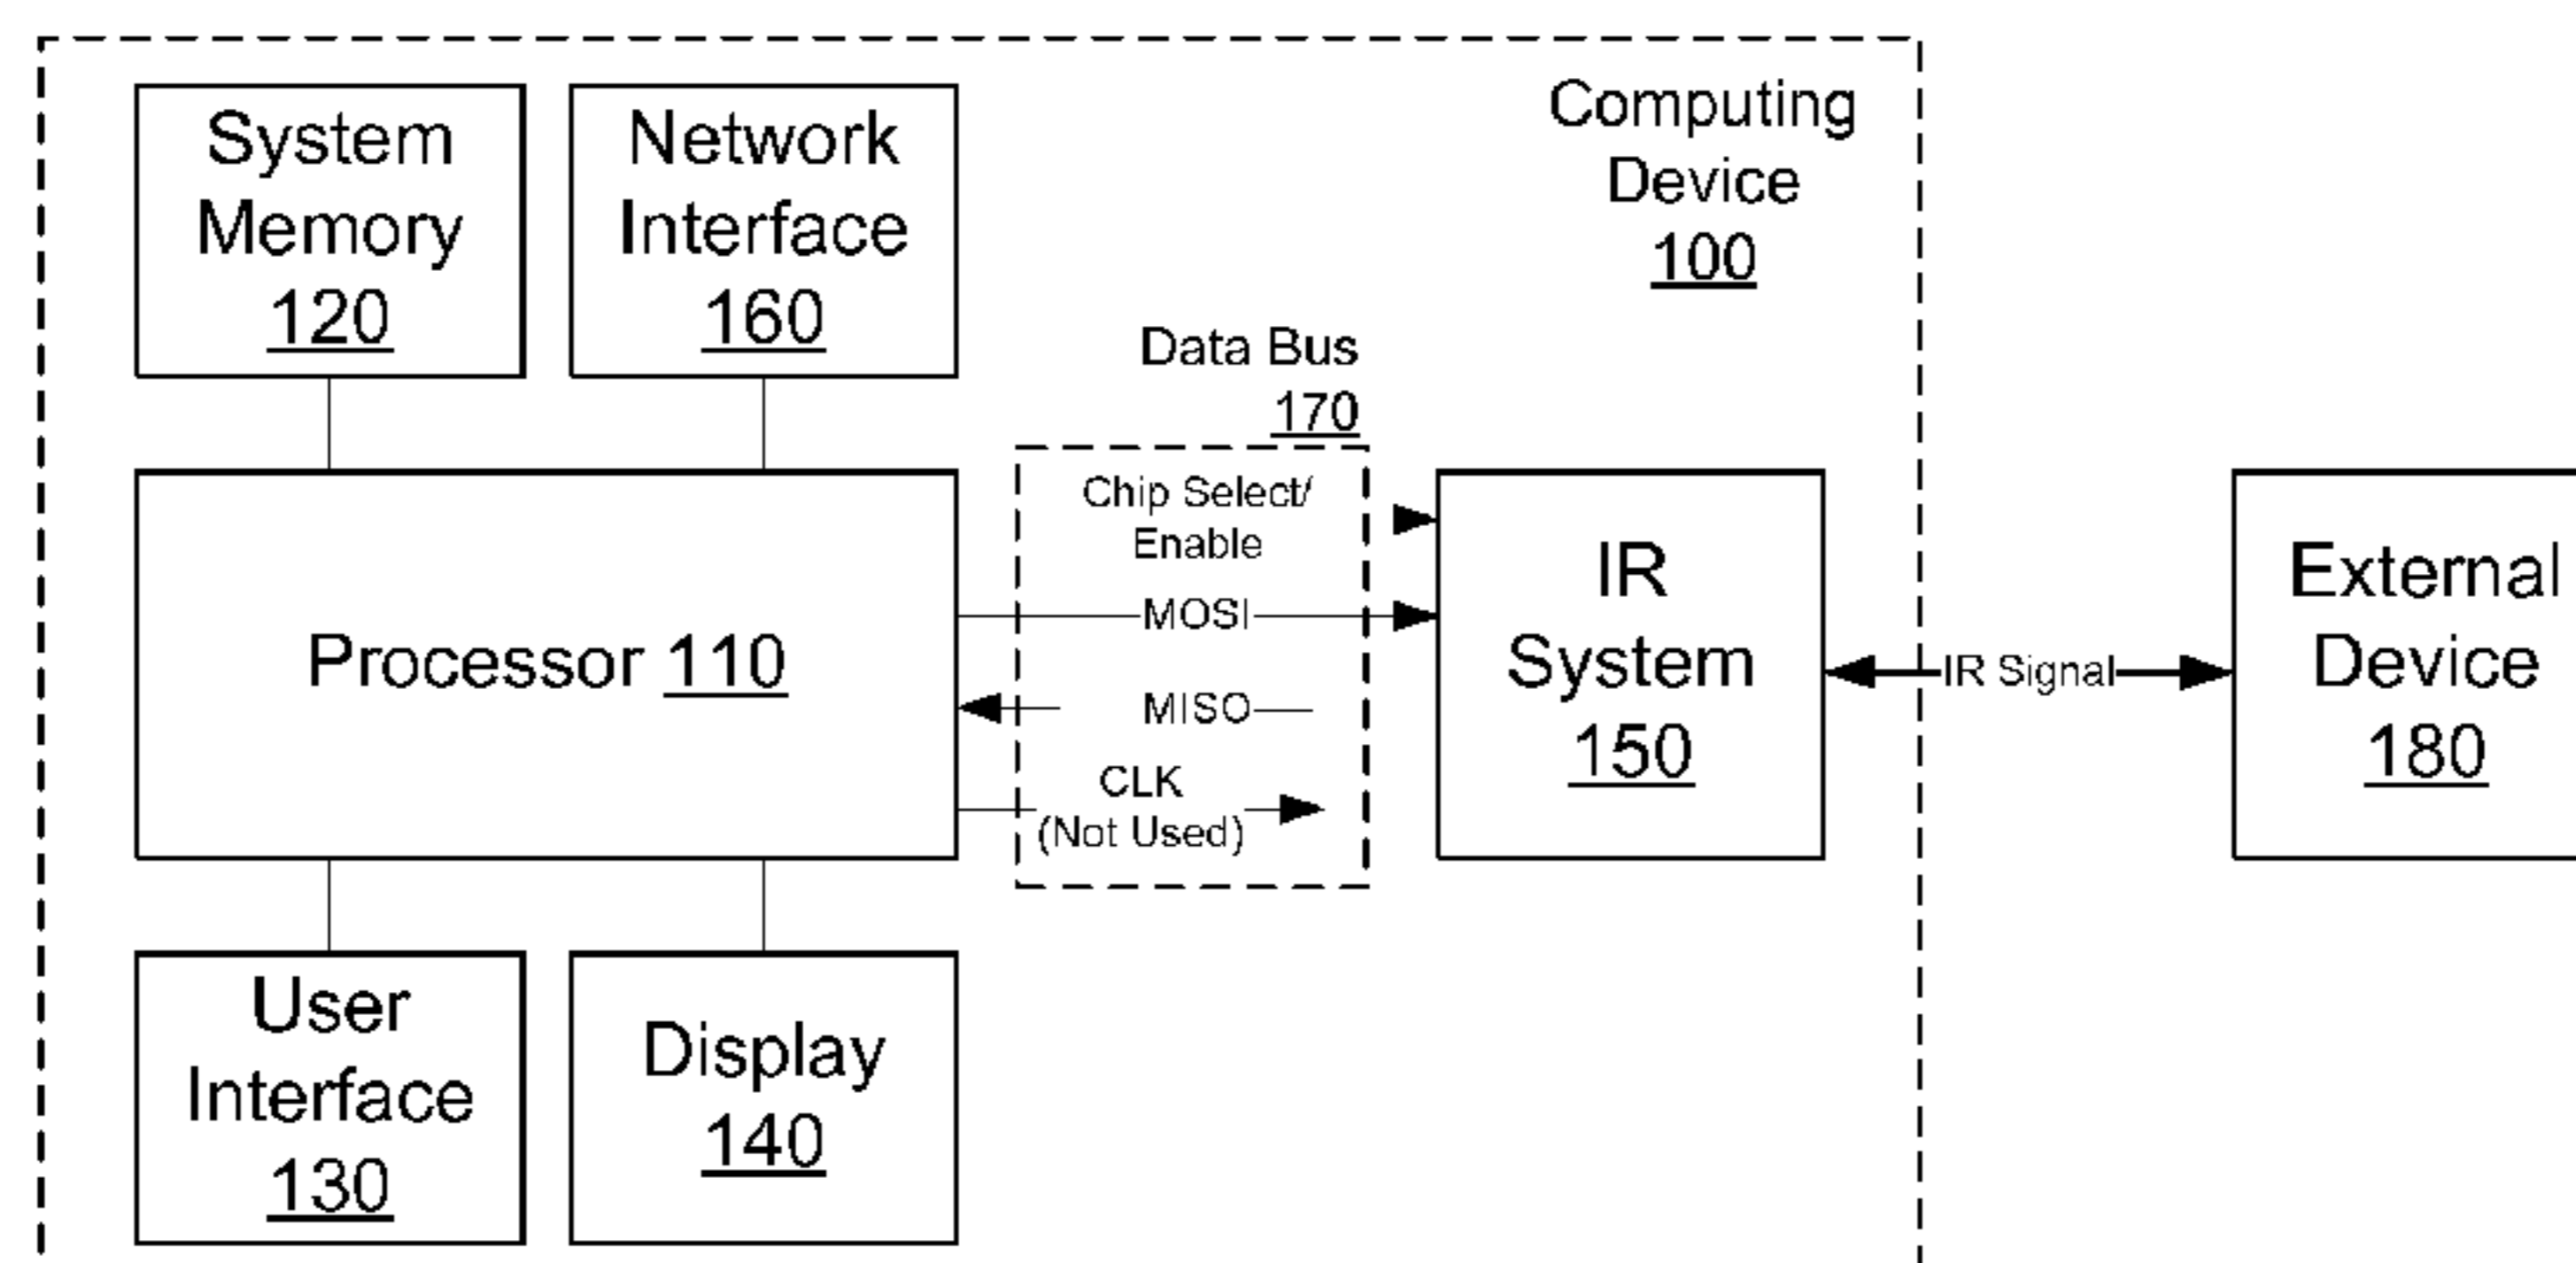 System
Memory
120
Network
Interface
160
Computing
Device
100
Data Bus
170
Chip Select/
Enable
MOSI
MISO
CLK
(Not Used)
Processor 110
IR
System
150
IR Signal
External
Device
180
User
Interface
130
Display
140